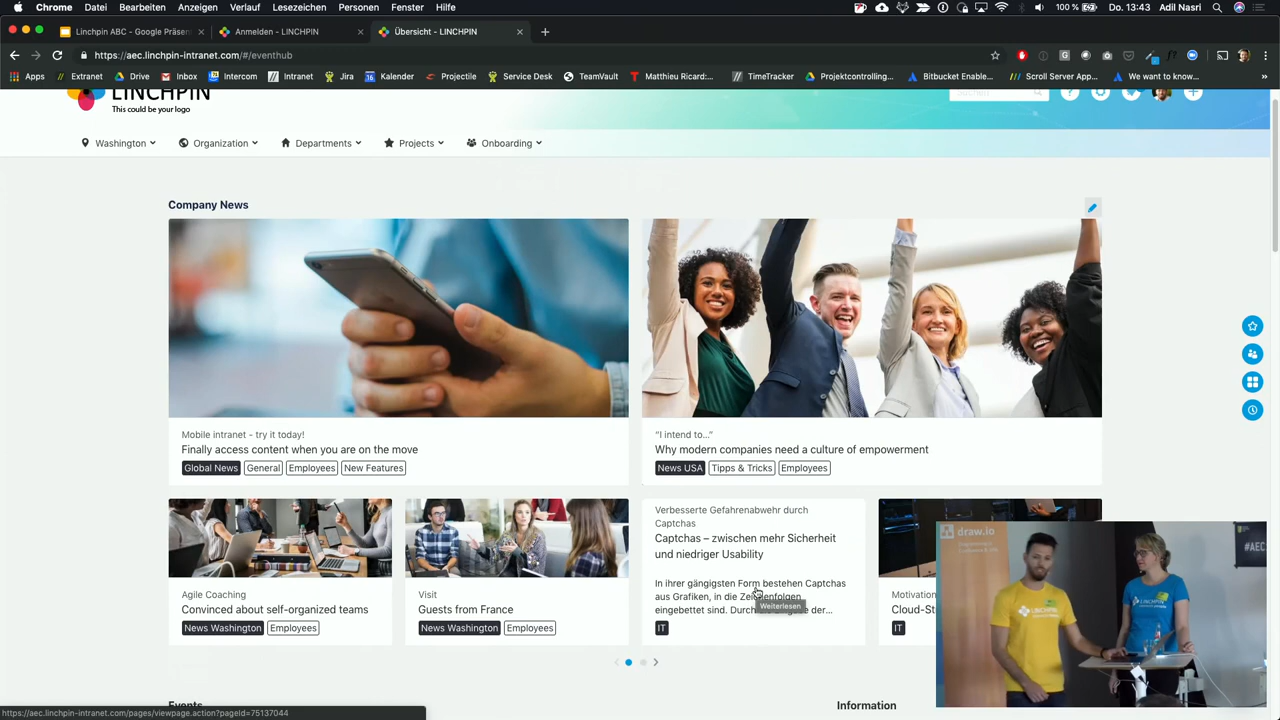 Chrome Datei Bearbeiten Anzeigen Verlauf Lesezeichen Personen Fenster Hilfe 100 % Do. 13:43 Adil Nasri
Linchpin ABC - Google Präsen
Anmelden - LINCHPIN
Übersicht - LINCHPIN
https://aec.linchpin-intranet.com/#/eventhub
Apps Extranet Drive Inbox Intercom Intranet Jira Kalender Projectile Service Desk TeamVault Matthieu Ricard:... TimeTracker Projektcontrolling... Bitbucket Enable... Scroll Server App... We want to know...
LINCHPIN
This could be your logo
Washington Organization Departments Projects Onboarding
Company News
Mobile intranet - try it today!
Finally access content when you are on the move
Global News General Employees New Features
"I intend to..."
Why modern companies need a culture of empowerment
News USA Tipps & Tricks Employees
Agile Coaching
Convinced about self-organized teams
News Washington Employees
Visit
Guests from France
News Washington Employees
Verbesserte Gefahrenabwehr durch
Captchas
Captchas – zwischen mehr Sicherheit
und niedriger Usability
In ihrer gängigsten Form bestehen Captchas
aus Grafiken, in die Zeichenfolgen
eingebettet sind. der...
Weiterlesen
IT
Motivation
Cloud-St
IT
draw.io
#AEC
LINCHPIN
LINCHPIN
Events
Information
https://aec.linchpin-intranet.com/pages/viewpage.action?pageId=75137044